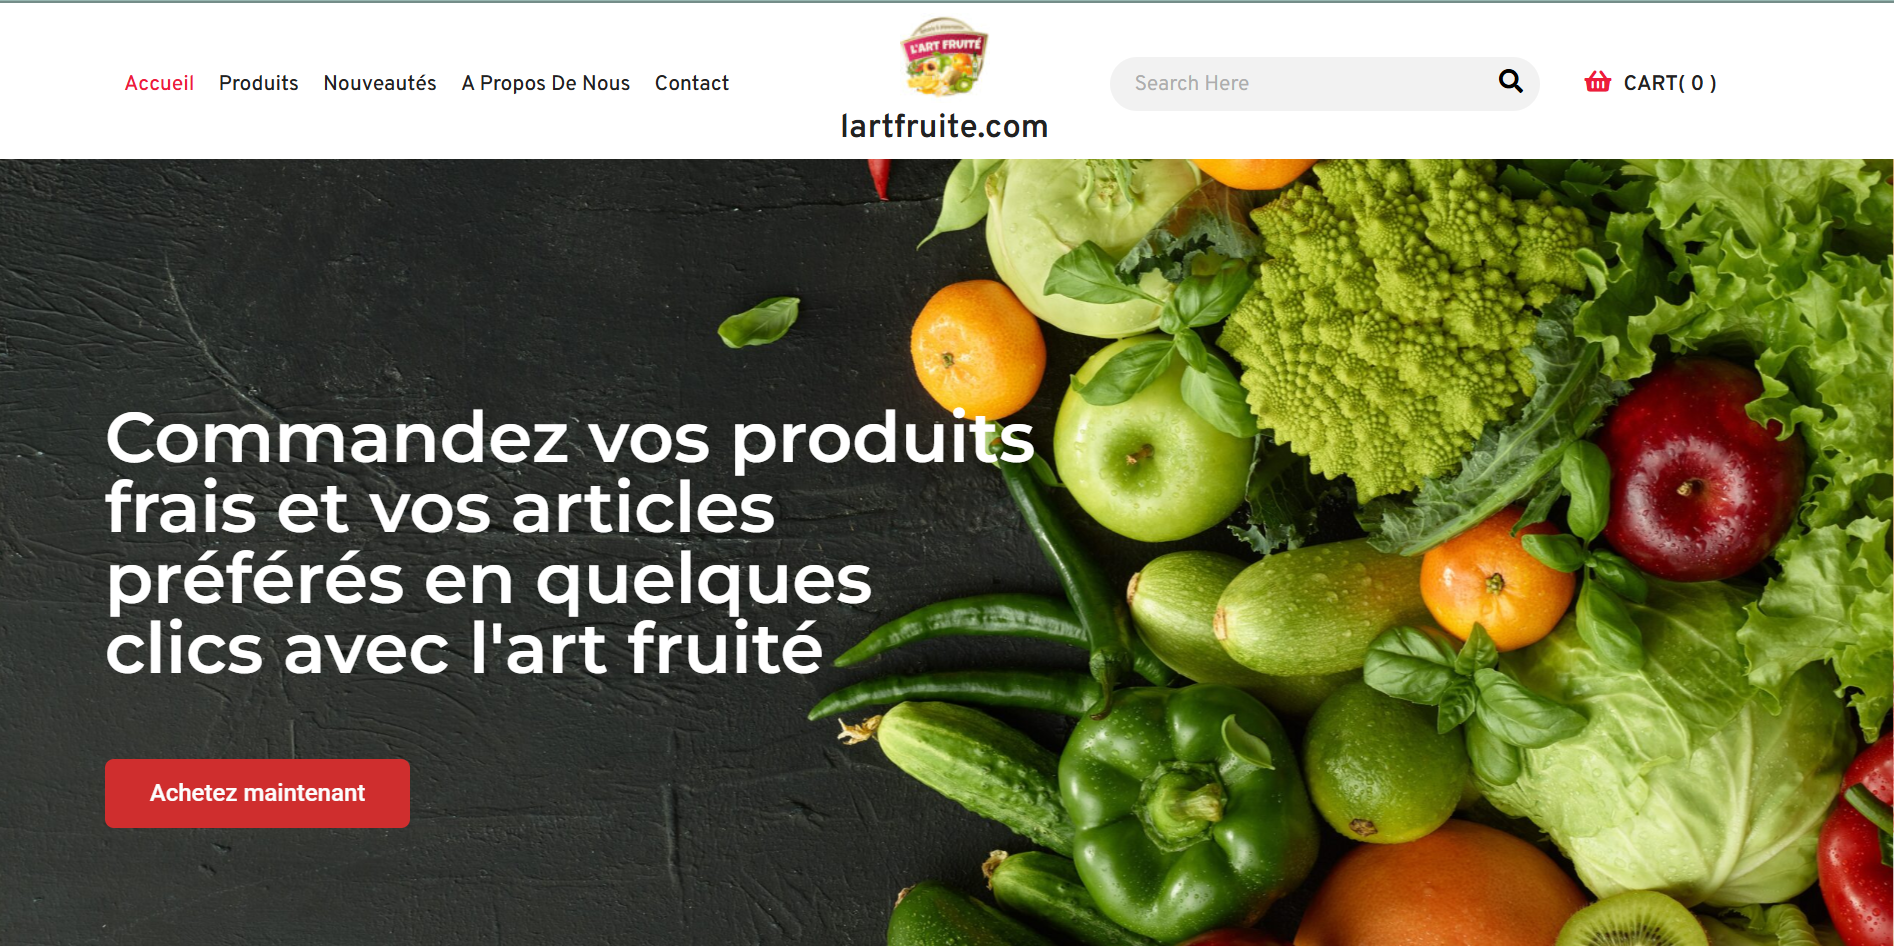 L'ART FRUITÉ
lartfruite.com
Accueil
Produits
Nouveautés
A Propos De Nous
Contact
Search Here
CART( 0 )
Commandez vos produits
frais et vos articles
préférés en quelques
clics avec l'art fruité
Achetez maintenant